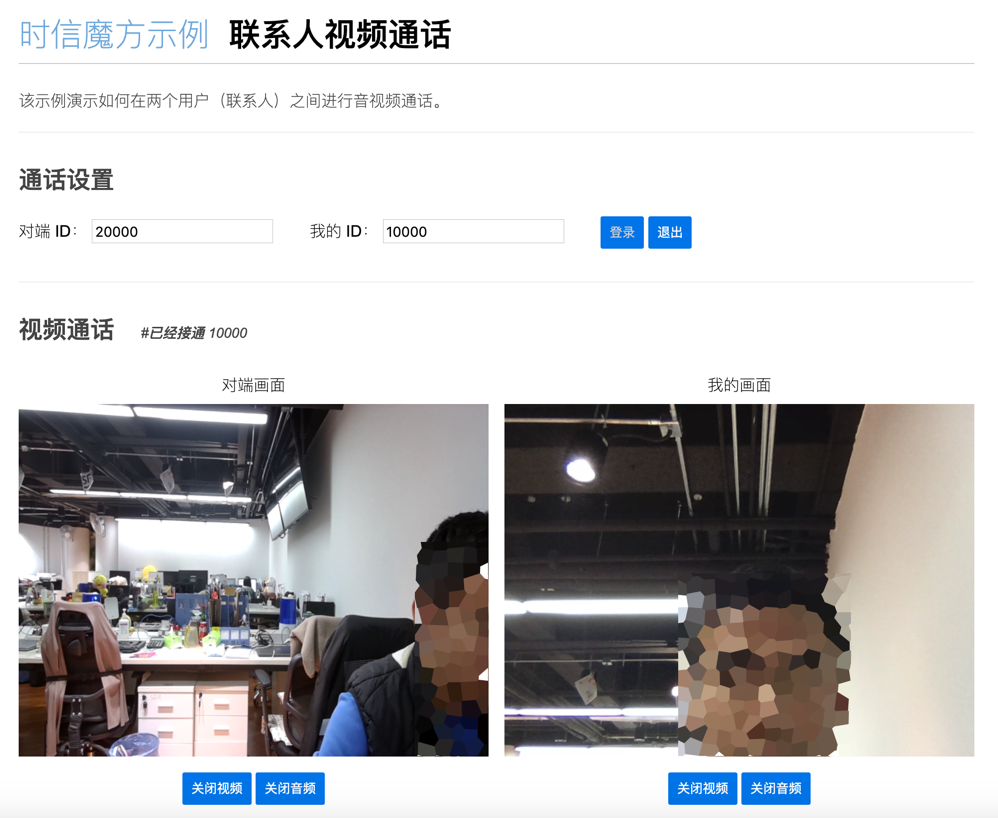 时信魔方示例 联系人视频通话
该示例演示如何在两个用户（联系人）之间进行音视频通话。
通话设置
对端 ID： 20000 我的 ID： 10000 登录 退出
视频通话 #已经接通 10000
对端画面 我的画面
关闭视频 关闭音频 关闭视频 关闭音频